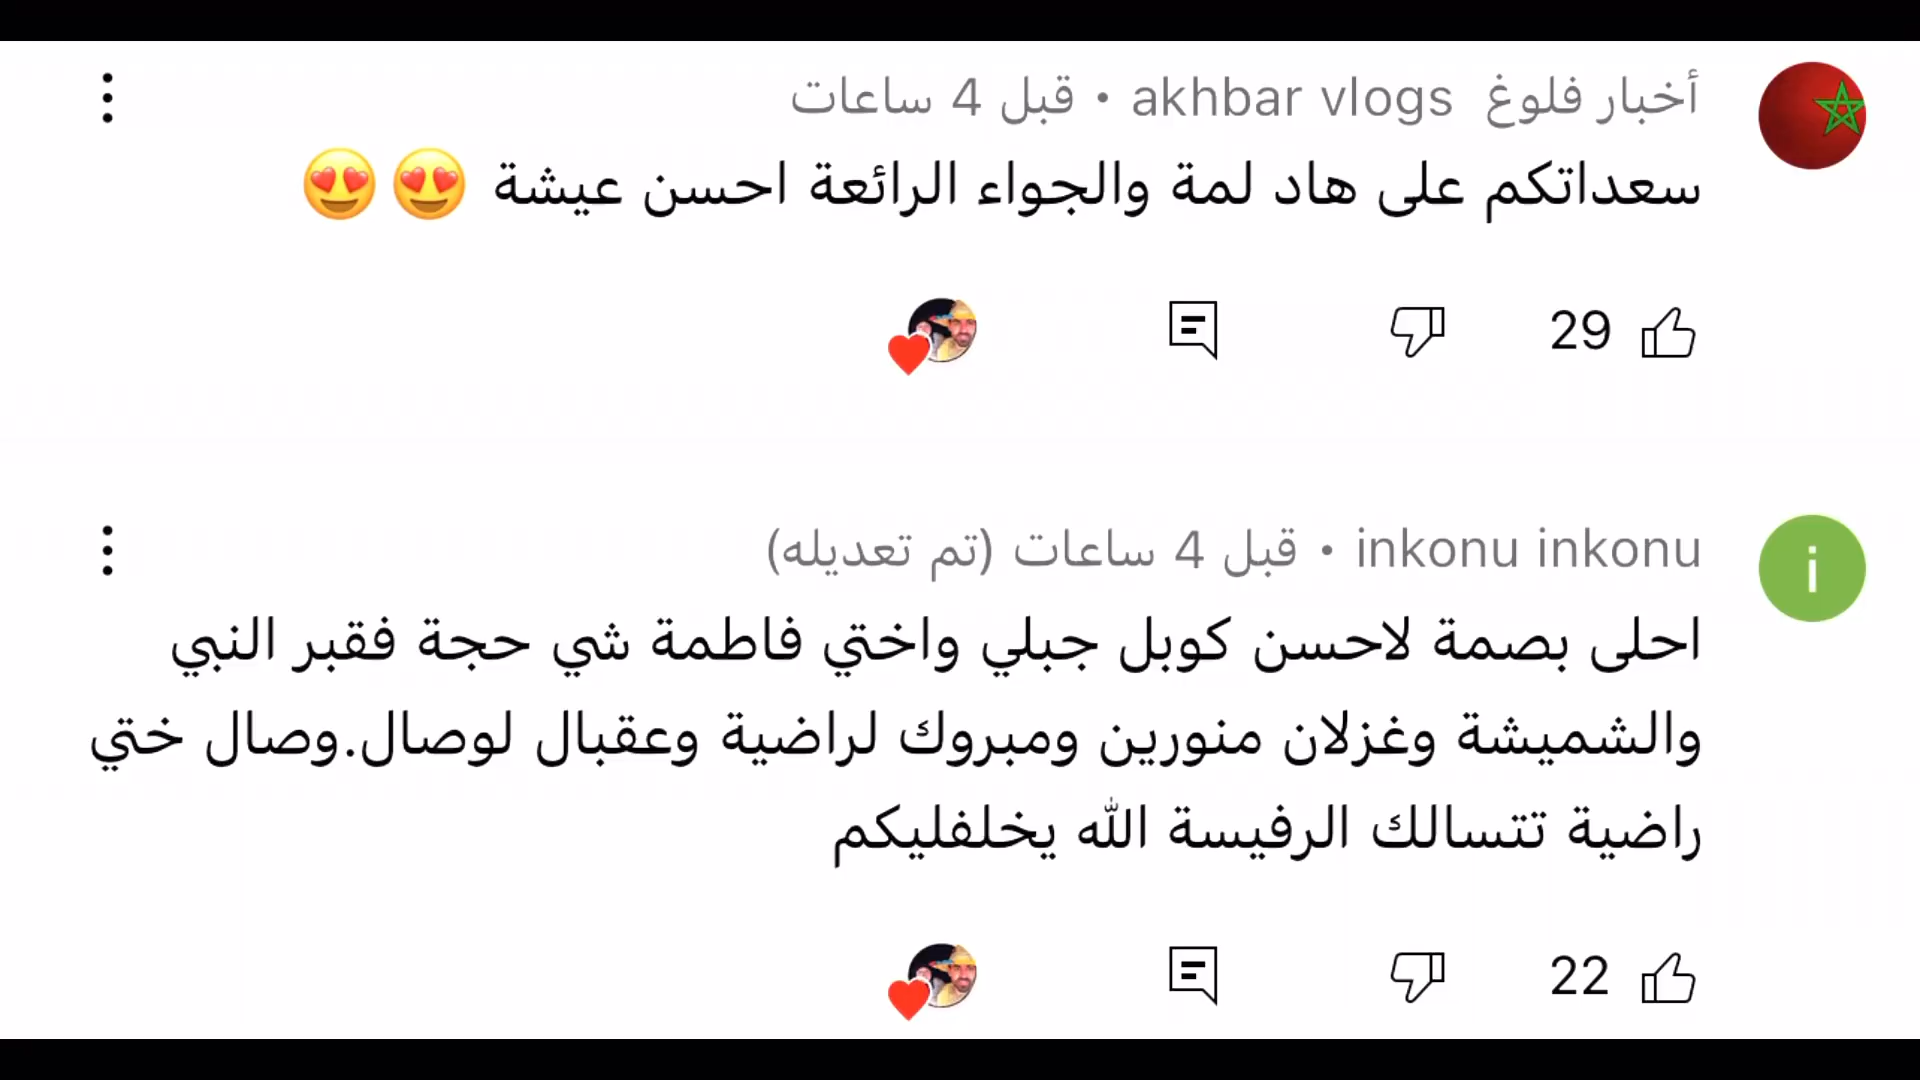 أخبار فلوغ akhbar vlogs • قبل 4 ساعات
سعداتكم على هاد لمة والجواء الرائعة احسن عيشة 😍😍
29
inkonu inkonu • قبل 4 ساعات (تم تعديله)
i
احلى بصمة لاحسن كوبل جبلي واختي فاطمة شي حجة فقبر النبي
والشميشة وغزلان منورين ومبروك لراضية وعقبال لوصال.وصال ختي
راضية تتسالك الرفيسة الله يخلفليكم
22